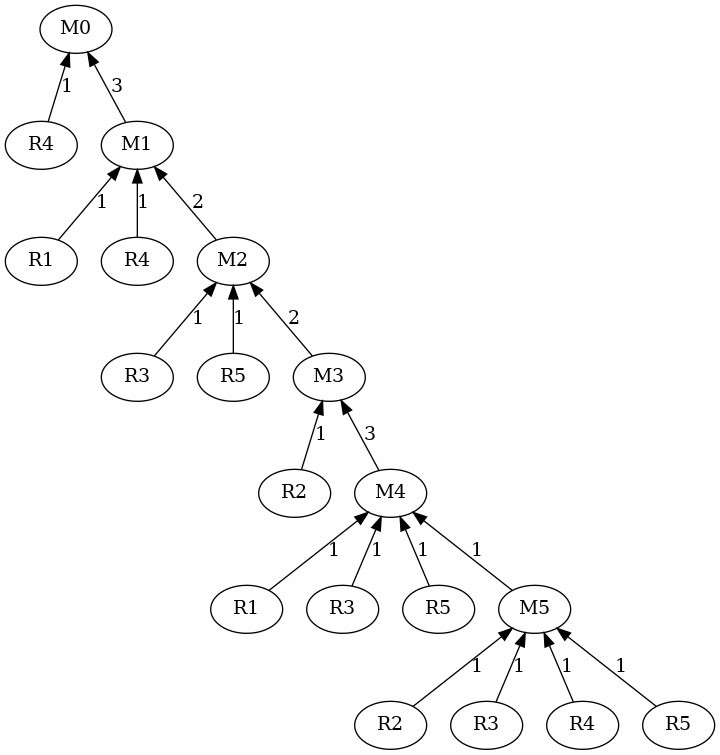 M0
1 3
R4 M1
1 1 2
R1 R4 M2
1 1 2
R3 R5 M3
1 3
R2 M4
1 1 1 1
R1 R3 R5 M5
1 1 1 1
R2 R3 R4 R5